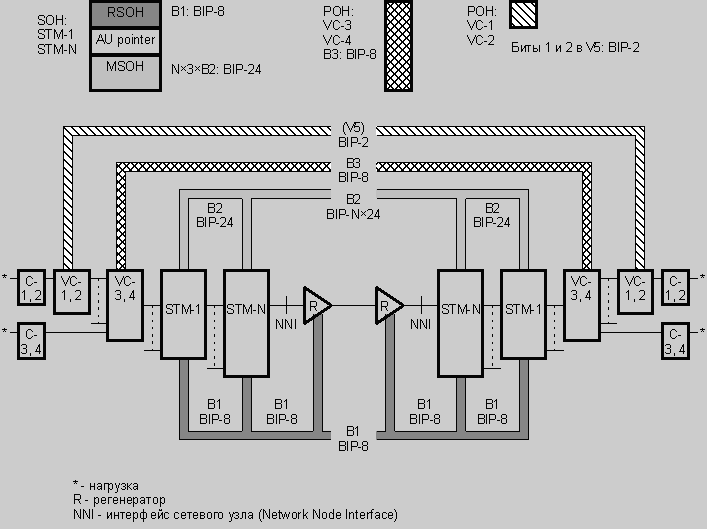 SOH:
STM-1
STM-N
RSOH
AU pointer
MSOH
B1: BIP-8
N×3×B2: BIP-24
POH:
VC-3
VC-4
B3: BIP-8
POH:
VC-1
VC-2
Биты 1 и 2 в V5: BIP-2
(V5)
BIP-2
B3
BIP-8
B2
BIP-24
B2
BIP-N×24
B2
BIP-24
*
C-
1, 2
VC-
1, 2
VC-
3, 4
STM-1
STM-N
R
NNI
R
NNI
STM-N
STM-1
VC-
3, 4
VC-
1, 2
C-
1, 2
*
*
C-
3, 4
C-
3, 4
*
B1
BIP-8
B1
BIP-8
B1
BIP-8
B1
BIP-8
B1
BIP-8
* - нагрузка
R - регенератор
NNI - интерфейс сетевого узла (Network Node Interface)